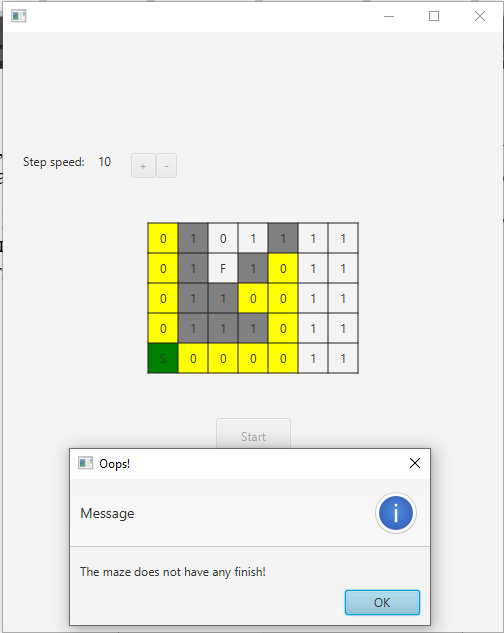 Step speed: 10 + -
0 1 0 1 1 1 1
0 1 F 1 0 1 1
0 1 1 0 0 1 1
0 1 1 1 0 1 1
S 0 0 0 0 1 1
Start
Oops!
Message
i
The maze does not have any finish!
OK